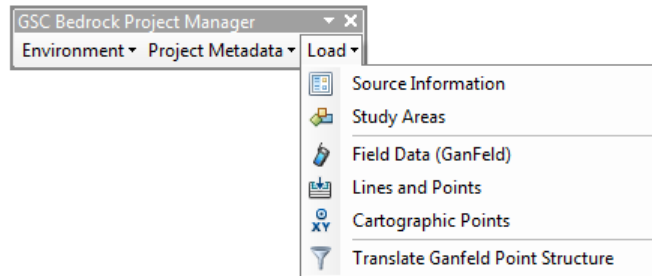 GSC Bedrock Project Manager
Environment Project Metadata Load
Source Information
Study Areas
Field Data (GanFeld)
Lines and Points
XY Cartographic Points
Translate Ganfeld Point Structure